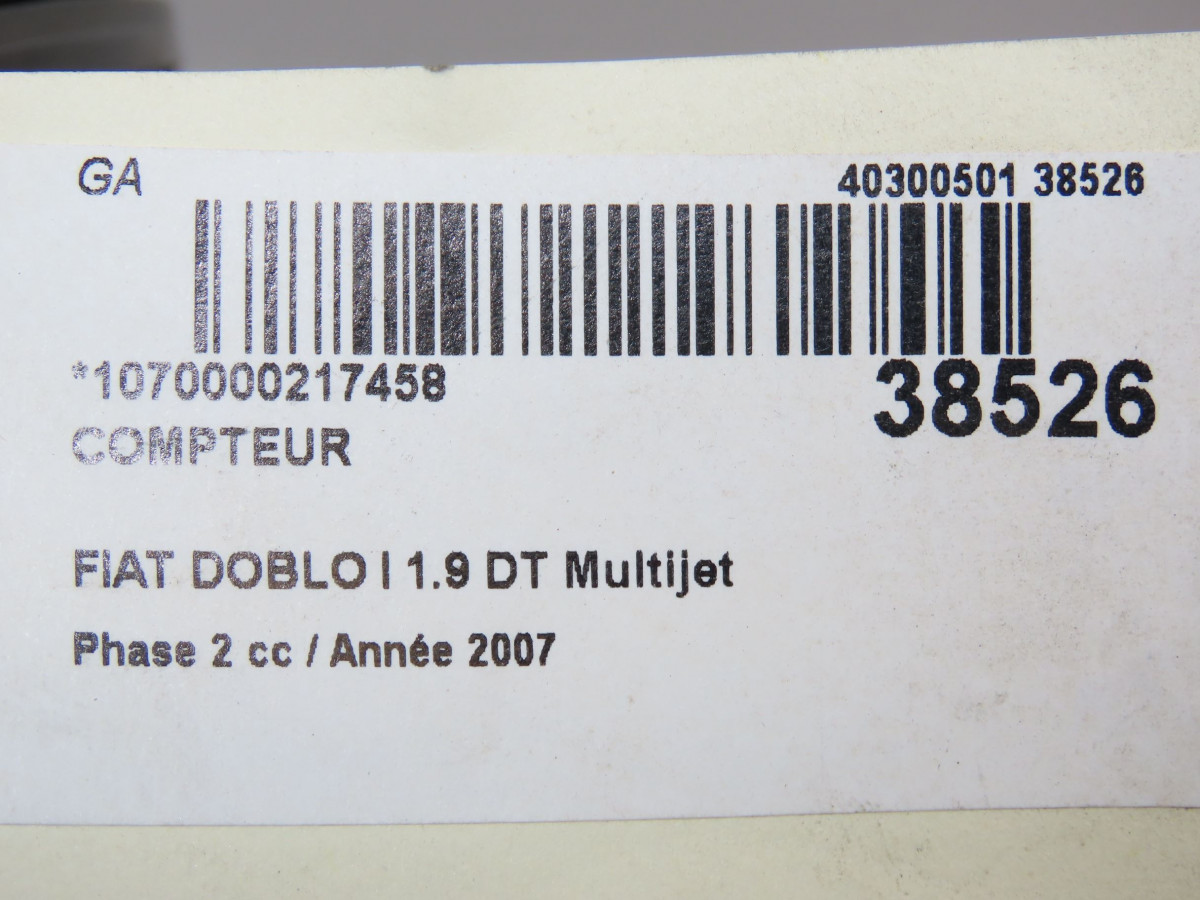 GA
40300501 38526
*1070000217458
38526
COMPTEUR
FIAT DOBLO I 1.9 DT Multijet
Phase 2 cc / Année 2007